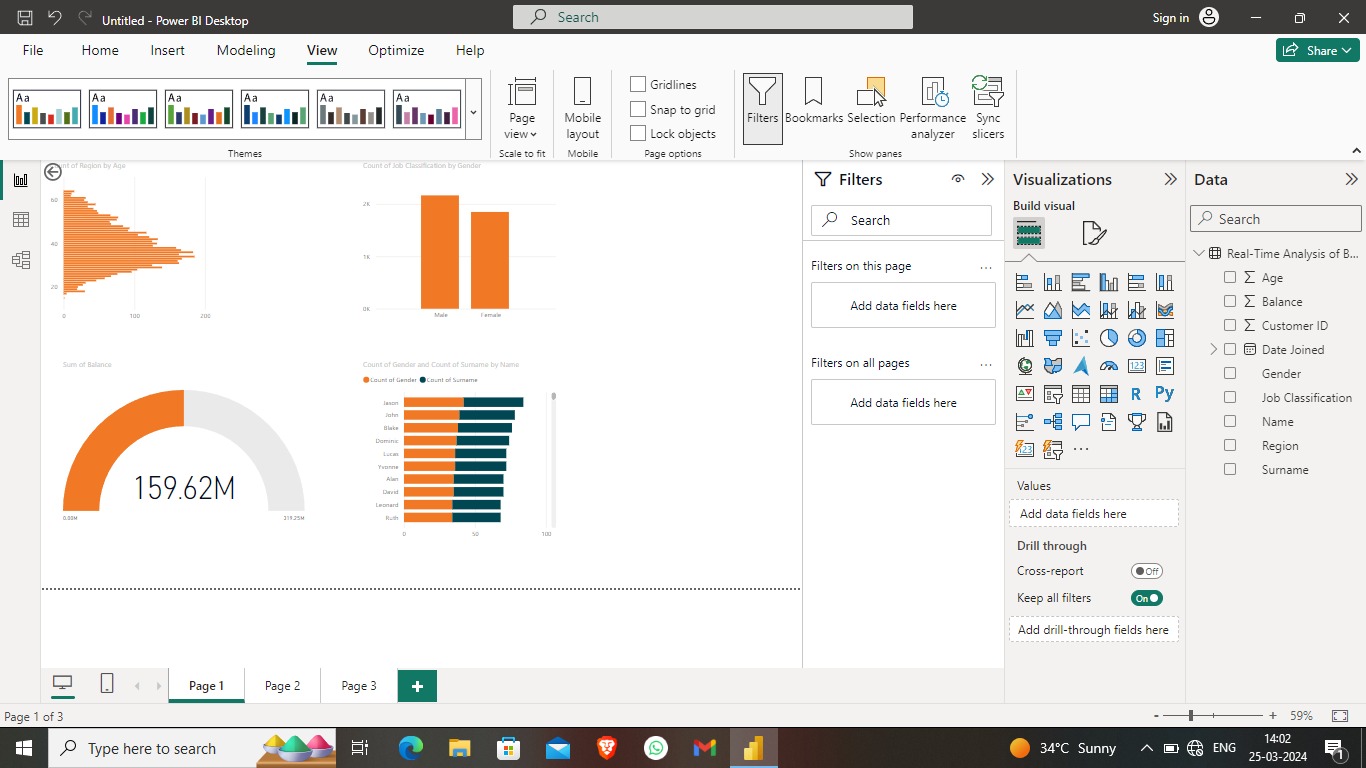 Untitled - Power BI Desktop
Search
Sign in
File Home Insert Modeling View Optimize Help
Share
Aa Aa Aa Aa Aa Aa
Themes
Page view
Scale to fit
Mobile layout
Mobile
Gridlines
Snap to grid
Lock objects
Page options
Filters
Bookmarks
Selection
Performance analyzer
Sync slicers
Show panes
of Region by Age
60
40
20
0 100 200
Count of Job Classification by Gender
2K
1K
0K
Male Female
Sum of Balance
159.62M
0.00M 319.25M
Count of Gender and Count of Surname by Name
Count of Gender Count of Surname
Jason
John
Blake
Dominic
Lucas
Yvonne
Alan
David
Leonard
Ruth
0 50 100
Filters
Search
Filters on this page ...
Add data fields here
Filters on all pages ...
Add data fields here
Visualizations
Build visual
123
R Py
123
...
Values
Add data fields here
Drill through
Cross-report Off
Keep all filters On
Add drill-through fields here
Data
Search
Real-Time Analysis of B...
Age
Balance
Customer ID
Date Joined
Gender
Job Classification
Name
Region
Surname
Page 1 Page 2 Page 3 +
Page 1 of 3
- + 59%
Type here to search
34°C Sunny
ENG
14:02
25-03-2024
1